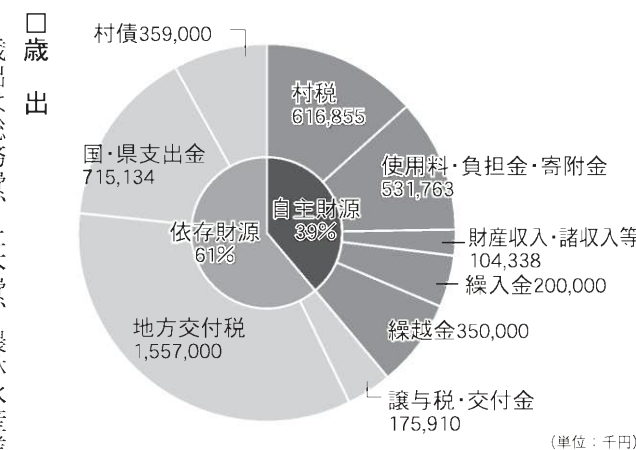 □歳 出
村債359,000
村税
616,855
使用料・負担金・寄附金
531,763
財産収入・諸収入等
104,338
繰入金200,000
繰越金350,000
譲与税・交付金
175,910
地方交付税
1,557,000
国・県支出金
715,134
自主財源
39%
依存財源
61%
(単位：千円)